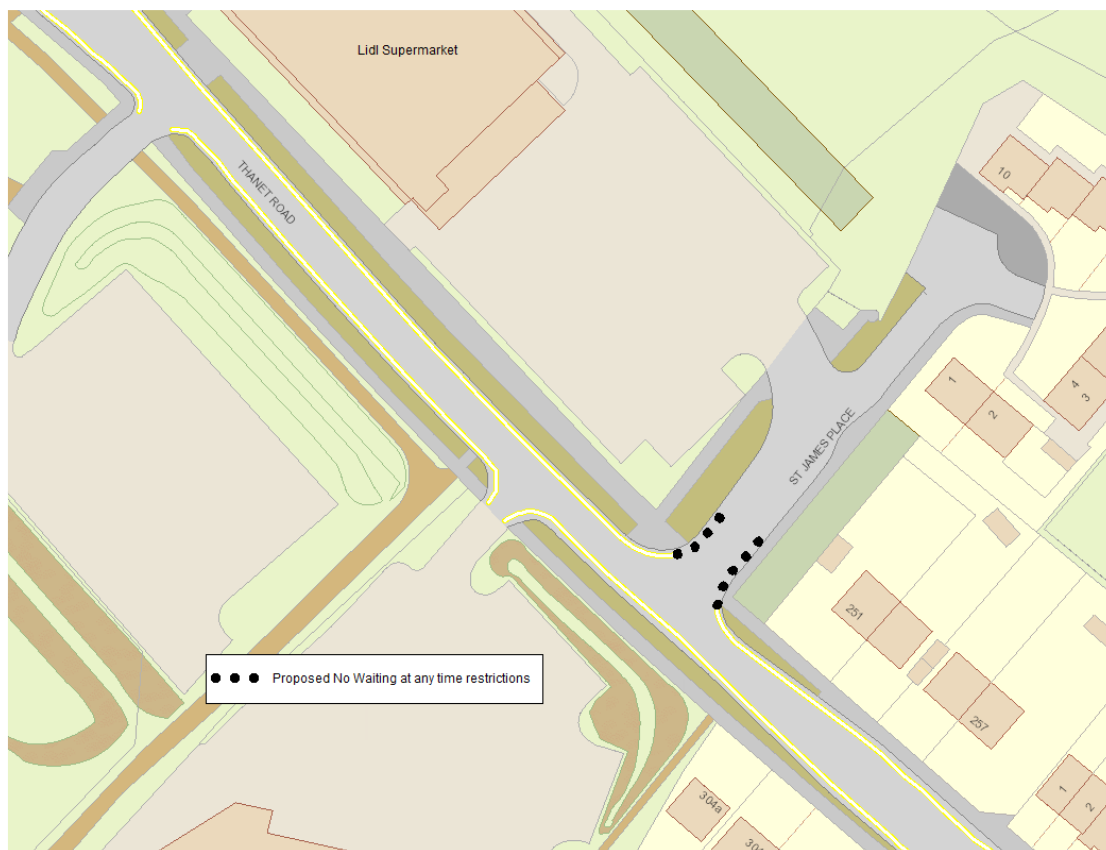 Lidl Supermarket
THANET ROAD
10
1
2
4
3
ST JAMES PLACE
251
257
Proposed No Waiting at any time restrictions
304a
1
2